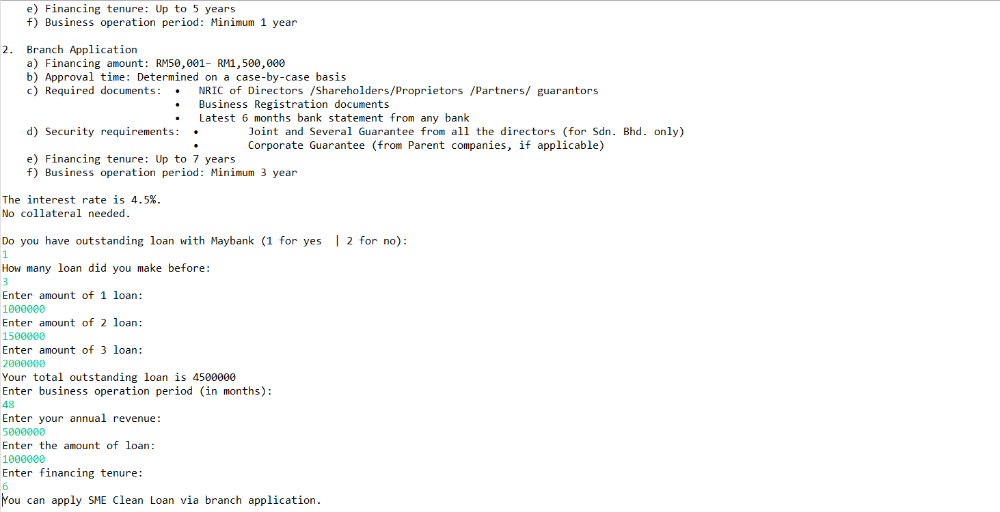 e) Financing tenure: Up to 5 years
f) Business operation period: Minimum 1 year
2. Branch Application
a) Financing amount: RM50,001– RM1,500,000
b) Approval time: Determined on a case-by-case basis
c) Required documents: • NRIC of Directors /Shareholders/Proprietors /Partners/ guarantors
• Business Registration documents
• Latest 6 months bank statement from any bank
d) Security requirements: • Joint and Several Guarantee from all the directors (for Sdn. Bhd. only)
• Corporate Guarantee (from Parent companies, if applicable)
e) Financing tenure: Up to 7 years
f) Business operation period: Minimum 3 year
The interest rate is 4.5%.
No collateral needed.
Do you have outstanding loan with Maybank (1 for yes | 2 for no):
1
How many loan did you make before:
3
Enter amount of 1 loan:
1000000
Enter amount of 2 loan:
1500000
Enter amount of 3 loan:
2000000
Your total outstanding loan is 4500000
Enter business operation period (in months):
48
Enter your annual revenue:
5000000
Enter the amount of loan:
1000000
Enter financing tenure:
6
You can apply SME Clean Loan via branch application.